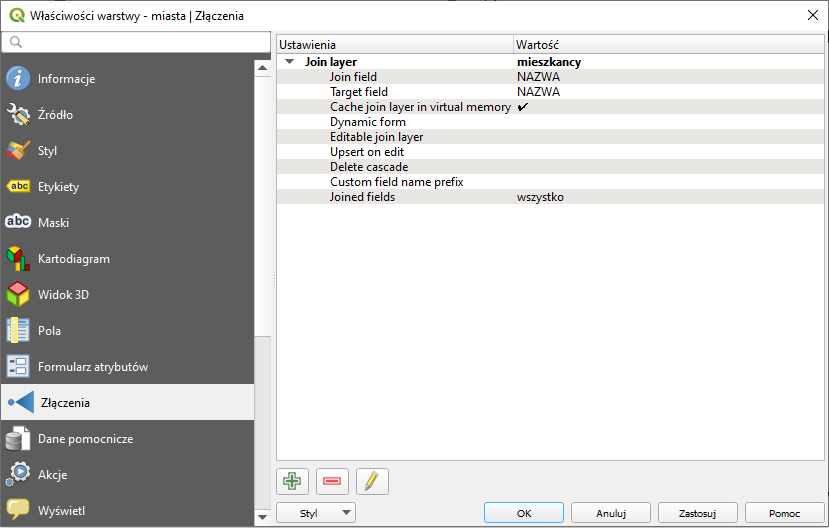 Właściwości warstwy - miasta | Złączenia
Informacje
Źródło
Styl
abc Etykiety
abc Maski
Kartodiagram
Widok 3D
Pola
Formularz atrybutów
Złączenia
Dane pomocnicze
Akcje
Wyświetl
Ustawienia Wartość
Join layer mieszkancy
Join field NAZWA
Target field NAZWA
Cache join layer in virtual memory ✔
Dynamic form
Editable join layer
Upsert on edit
Delete cascade
Custom field name prefix
Joined fields wszystko
Styl OK Anuluj Zastosuj Pomoc